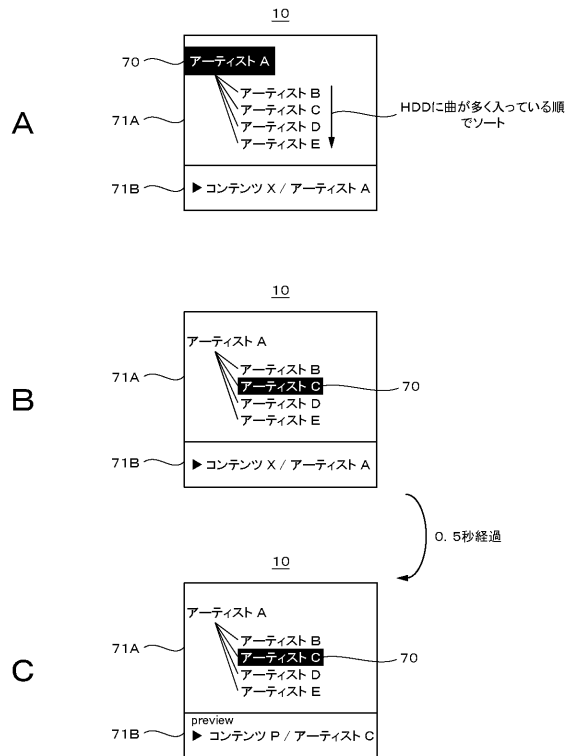 10
70
アーティスト A
アーティスト B
アーティスト C
アーティスト D
アーティスト E
HDDに曲が多く入っている順
でソート
A
71A
71B
▶ コンテンツ X / アーティスト A
10
アーティスト A
71A
アーティスト B
アーティスト C
70
アーティスト D
アーティスト E
B
71B
▶ コンテンツ X / アーティスト A
0. 5秒経過
10
アーティスト A
71A
アーティスト B
アーティスト C
70
アーティスト D
アーティスト E
C
71B
preview
▶ コンテンツ P / アーティスト C